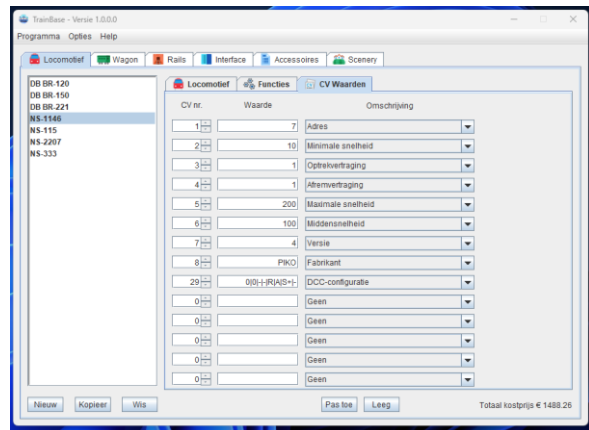 TrainBase - Versie 1.0.0.0
Programma Opties Help
Locomotief Wagon Rails Interface Accessoires Scenery
DB BR-120
DB BR-150
DB BR-221
NS-1146
NS-115
NS-2207
NS-333
Locomotief Functies CV Waarden
CV nr. Waarde Omschrijving
1 7 Adres
2 10 Minimale snelheid
3 1 Optrekvertraging
4 1 Afremvertraging
5 200 Maximale snelheid
6 100 Middensnelheid
7 4 Versie
8 PIKO Fabrikant
29 0|0|-|-|R|A|S+|- DCC-configuratie
0 Geen
0 Geen
0 Geen
0 Geen
0 Geen
Nieuw Kopieer Wis Pas toe Leeg Totaal kostprijs € 1488.26